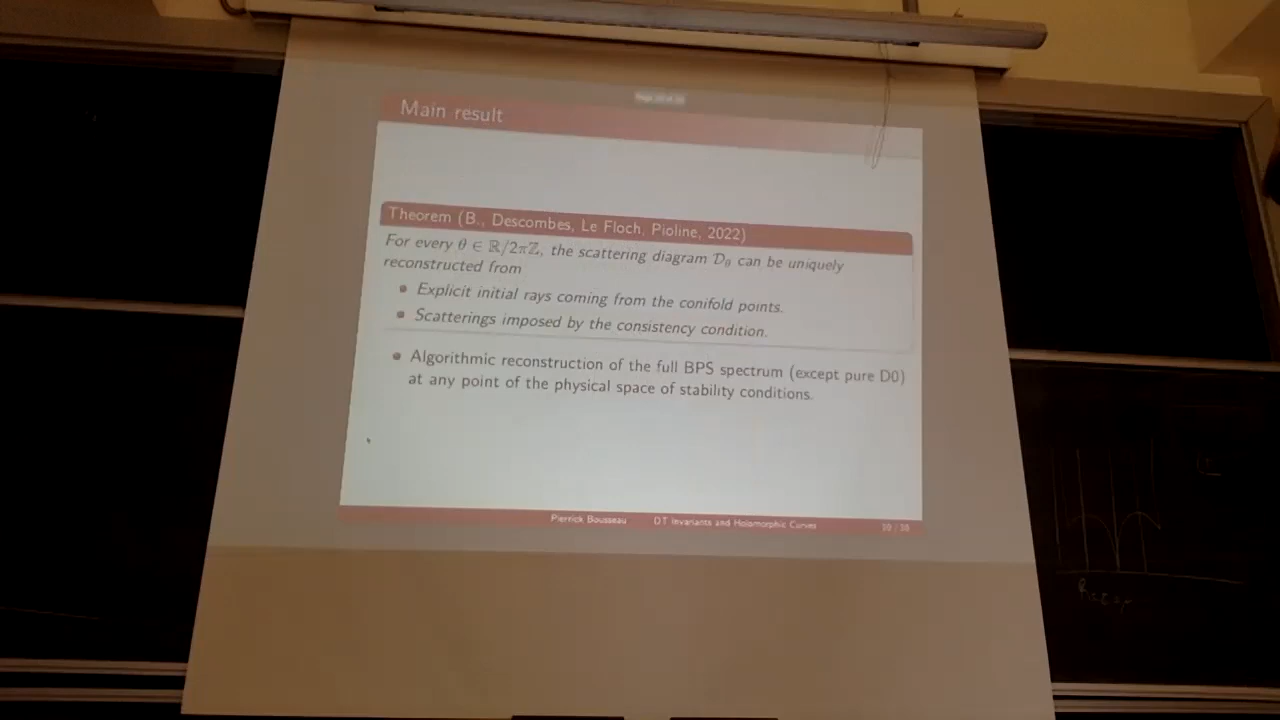 Main result
Theorem (B., Descombes, Le Floch, Pioline, 2022)
For every θ ∈ ℝ/2πℤ, the scattering diagram 𝒟θ can be uniquely
reconstructed from
Explicit initial rays coming from the conifold points.
Scatterings imposed by the consistency condition.
Algorithmic reconstruction of the full BPS spectrum (except pure D0)
at any point of the physical space of stability conditions.
Pierrick Bousseau DT Invariants and Holomorphic Curves